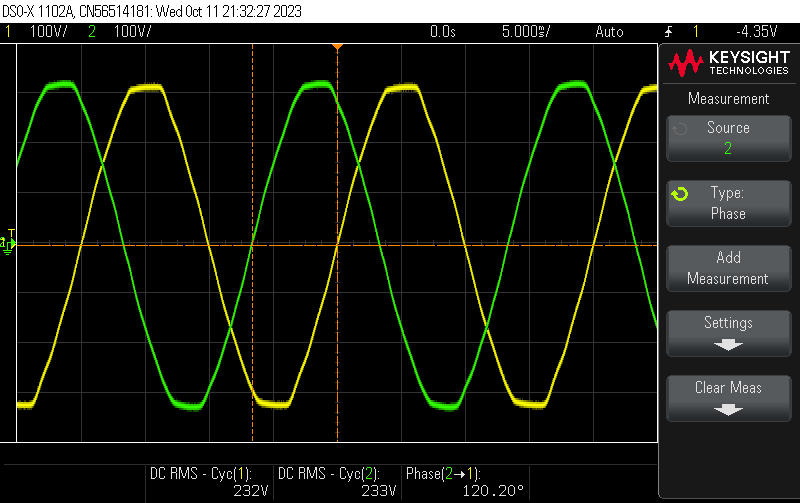 DSO-X 1102A, CN56514181: Wed Oct 11 21:32:27 2023
1 100V/ 2 100V/ 0.0s 5.000ms/ Auto 1 -4.35V
KEYSIGHT
TECHNOLOGIES
Measurement
Source
2
Type:
Phase
Add
Measurement
Settings
Clear Meas
T
2
DC RMS - Cyc(1): DC RMS - Cyc(2): Phase(2→1):
232V 233V 120.20°